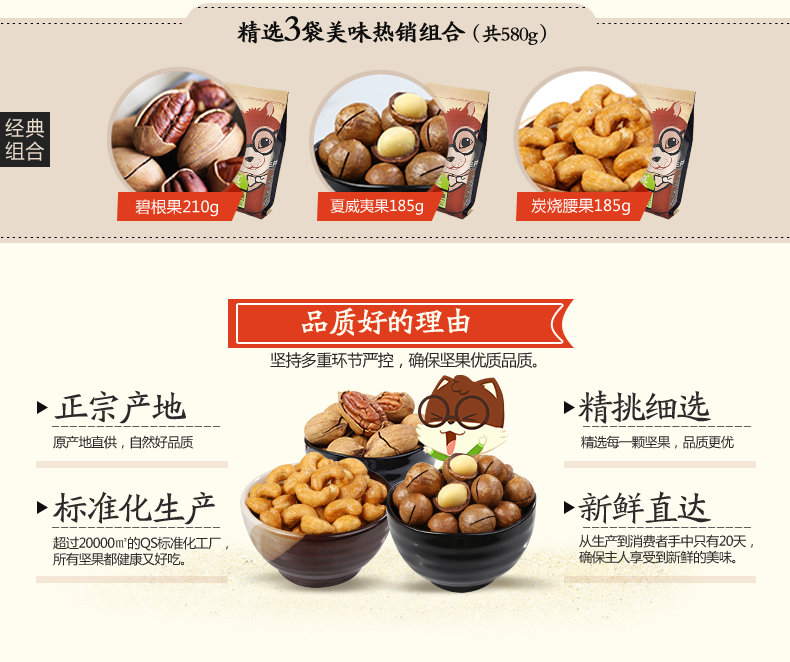 精选3袋美味热销组合（共580g）
经典
组合
碧根果210g
夏威夷果185g
炭烧腰果185g
品质好的理由
坚持多重环节严控，确保坚果优质品质。
正宗产地
原产地直供，自然好品质
精挑细选
精选每一颗坚果，品质更优
标准化生产
超过20000㎡的QS标准化工厂，
所有坚果都健康又好吃。
新鲜直达
从生产到消费者手中只有20天，
确保主人享受到新鲜的美味。